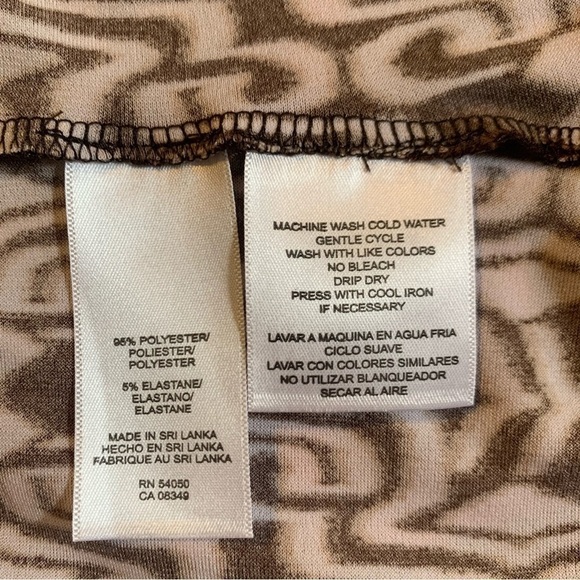 95% POLYESTER/
POLIÉSTER/
POLYESTER
5% ELASTANE/
ELASTANO/
ELASTANE
MADE IN SRI LANKA
HECHO EN SRI LANKA
FABRIQUE AU SRI LANKA
RN 54050
CA 08349
MACHINE WASH COLD WATER
GENTLE CYCLE
WASH WITH LIKE COLORS
NO BLEACH
DRIP DRY
PRESS WITH COOL IRON
IF NECESSARY
LAVAR A MAQUINA EN AGUA FRIA
CICLO SUAVE
LAVAR CON COLORES SIMILARES
NO UTILIZAR BLANQUEADOR
SECAR AL AIRE